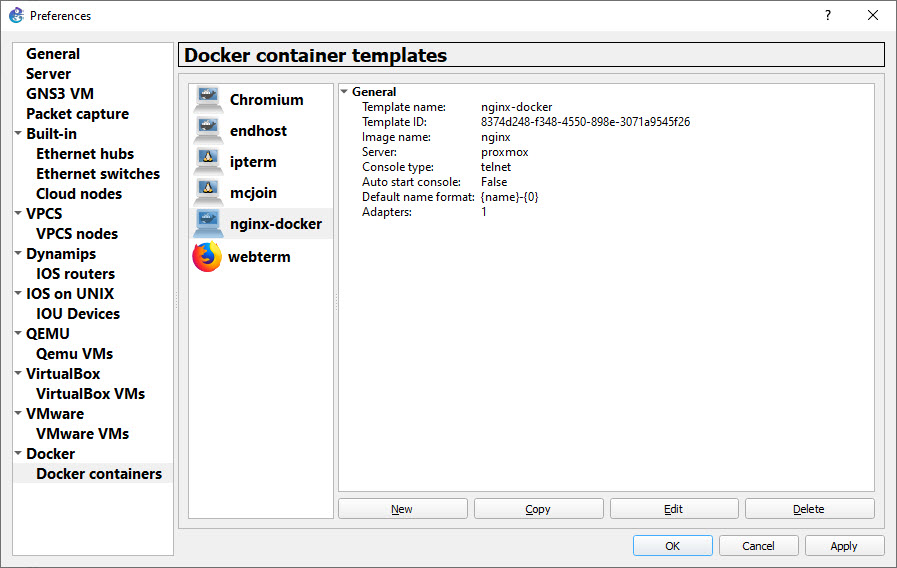 Preferences
?
General
Server
GNS3 VM
Packet capture
Built-in
Ethernet hubs
Ethernet switches
Cloud nodes
VPCS
VPCS nodes
Dynamips
IOS routers
IOS on UNIX
IOU Devices
QEMU
Qemu VMs
VirtualBox
VirtualBox VMs
VMware
VMware VMs
Docker
Docker containers
Docker container templates
Chromium
endhost
ipterm
mcjoin
nginx-docker
webterm
General
Template name: nginx-docker
Template ID: 8374d248-f348-4550-898e-3071a9545f26
Image name: nginx
Server: proxmox
Console type: telnet
Auto start console: False
Default name format: {name}-{0}
Adapters: 1
New Copy Edit Delete
OK Cancel Apply